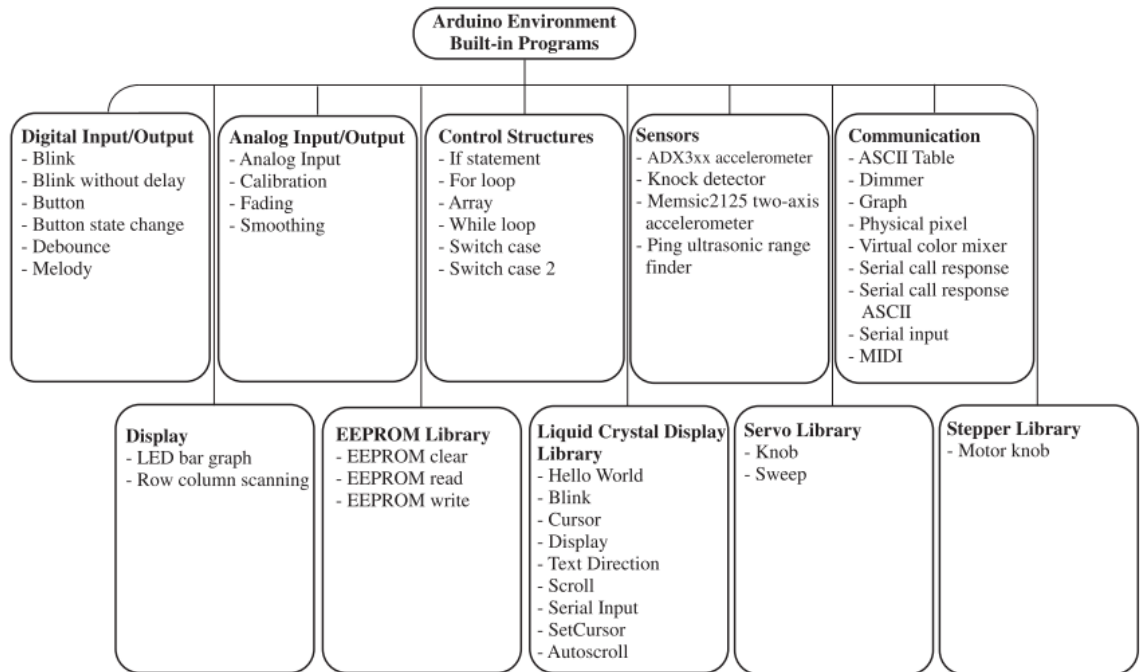 Arduino Environment
Built-in Programs
Digital Input/Output
- Blink
- Blink without delay
- Button
- Button state change
- Debounce
- Melody
Analog Input/Output
- Analog Input
- Calibration
- Fading
- Smoothing
Control Structures
- If statement
- For loop
- Array
- While loop
- Switch case
- Switch case 2
Sensors
- ADX3xx accelerometer
- Knock detector
- Memsic2125 two-axis
accelerometer
- Ping ultrasonic range
finder
Communication
- ASCII Table
- Dimmer
- Graph
- Physical pixel
- Virtual color mixer
- Serial call response
- Serial call response
ASCII
- Serial input
- MIDI
Display
- LED bar graph
- Row column scanning
EEPROM Library
- EEPROM clear
- EEPROM read
- EEPROM write
Liquid Crystal Display
Library
- Hello World
- Blink
- Cursor
- Display
- Text Direction
- Scroll
- Serial Input
- SetCursor
- Autoscroll
Servo Library
- Knob
- Sweep
Stepper Library
- Motor knob